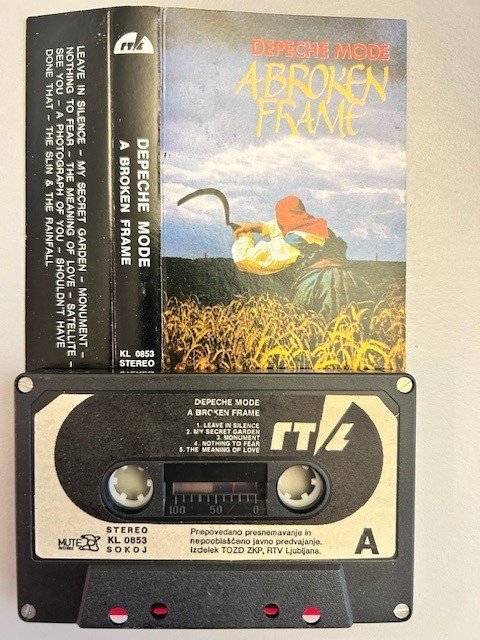 LEAVE IN SILENCE - MY SECRET GARDEN - MONUMENT -
NOTHING TO FEAR - THE MEANING OF LOVE - SATELLITE -
SEE YOU - A PHOTOGRAPH OF YOU - SHOULDN'T HAVE
DONE THAT - THE SUN & THE RAINFALL
DEPECHE MODE
A BROKEN FRAME
KL 0853
STEREO
DEPECHE MODE
A BROKEN
FRAME
DEPECHE MODE
A BROKEN FRAME
1. LEAVE IN SILENCE
2. MY SECRET GARDEN
3. MONUMENT
4. NOTHING TO FEAR
5. THE MEANING OF LOVE
100 50 0
MUTE
RECORDS
STEREO
KL 0853
SOKOJ
Prepovedano presnemavanje in
nepooblaščeno javno predvajanje.
Izdelek TOZD ZKP, RTV Ljubljana.
A